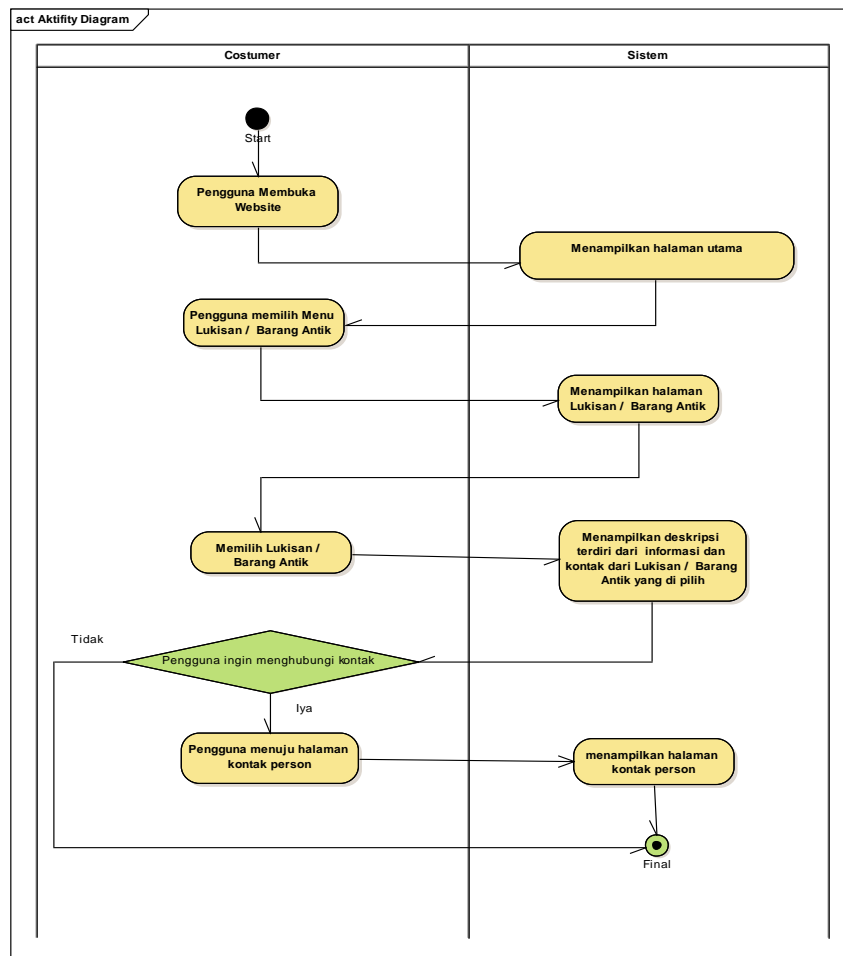 act Aktifity Diagram
Costumer
Sistem
Start
Pengguna Membuka
Website
Menampilkan halaman utama
Pengguna memilih Menu
Lukisan / Barang Antik
Menampilkan halaman
Lukisan / Barang Antik
Memilih Lukisan /
Barang Antik
Menampilkan deskripsi
terdiri dari informasi dan
kontak dari Lukisan / Barang
Antik yang di pilih
Tidak
Pengguna ingin menghubungi kontak
Iya
Pengguna menuju halaman
kontak person
menampilkan halaman
kontak person
Final